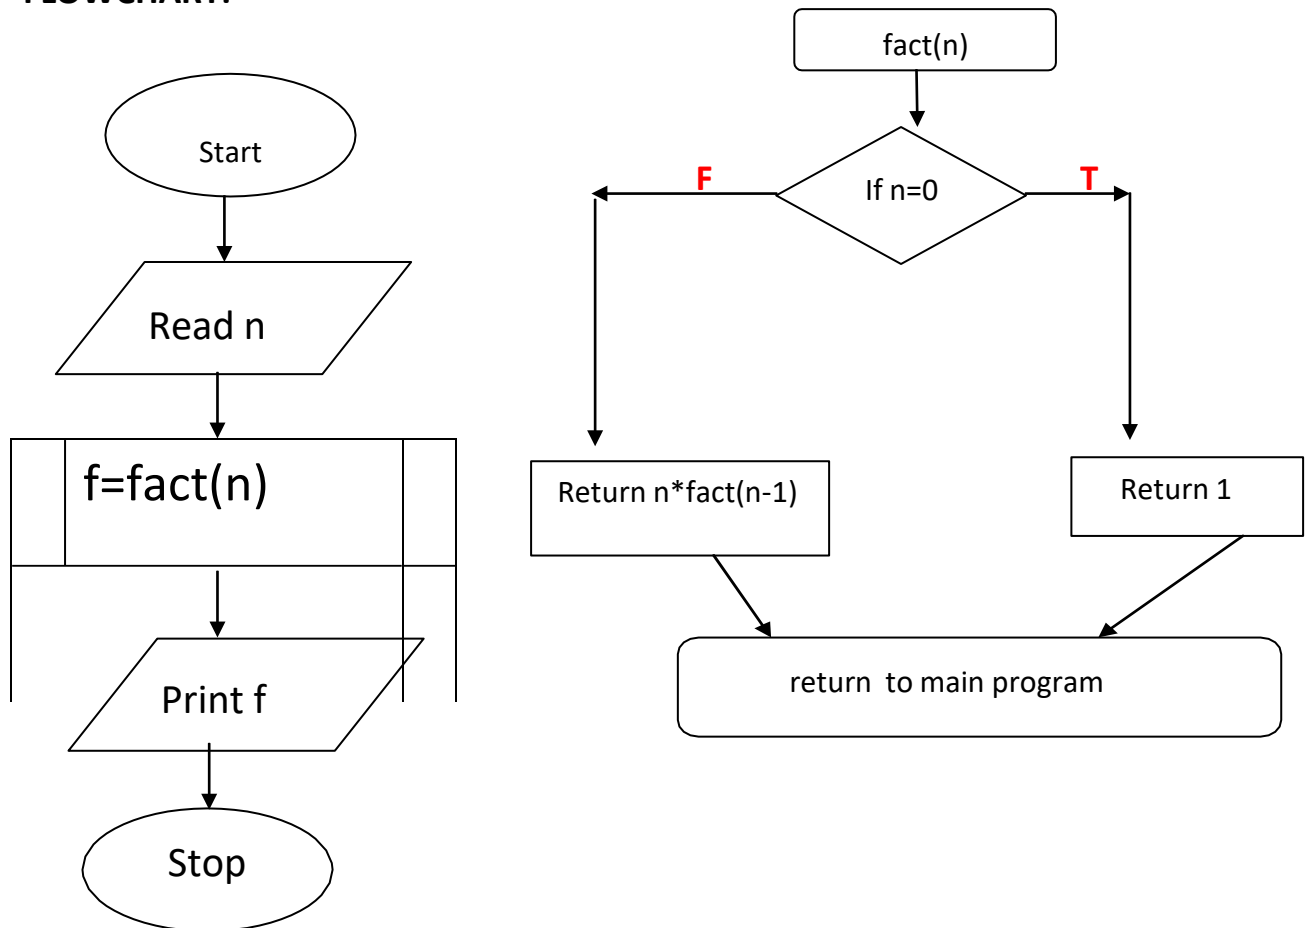 Start
Read n
f=fact(n)
Print f
Stop
fact(n)
If n=0
F
T
Return n*fact(n-1)
Return 1
return to main program